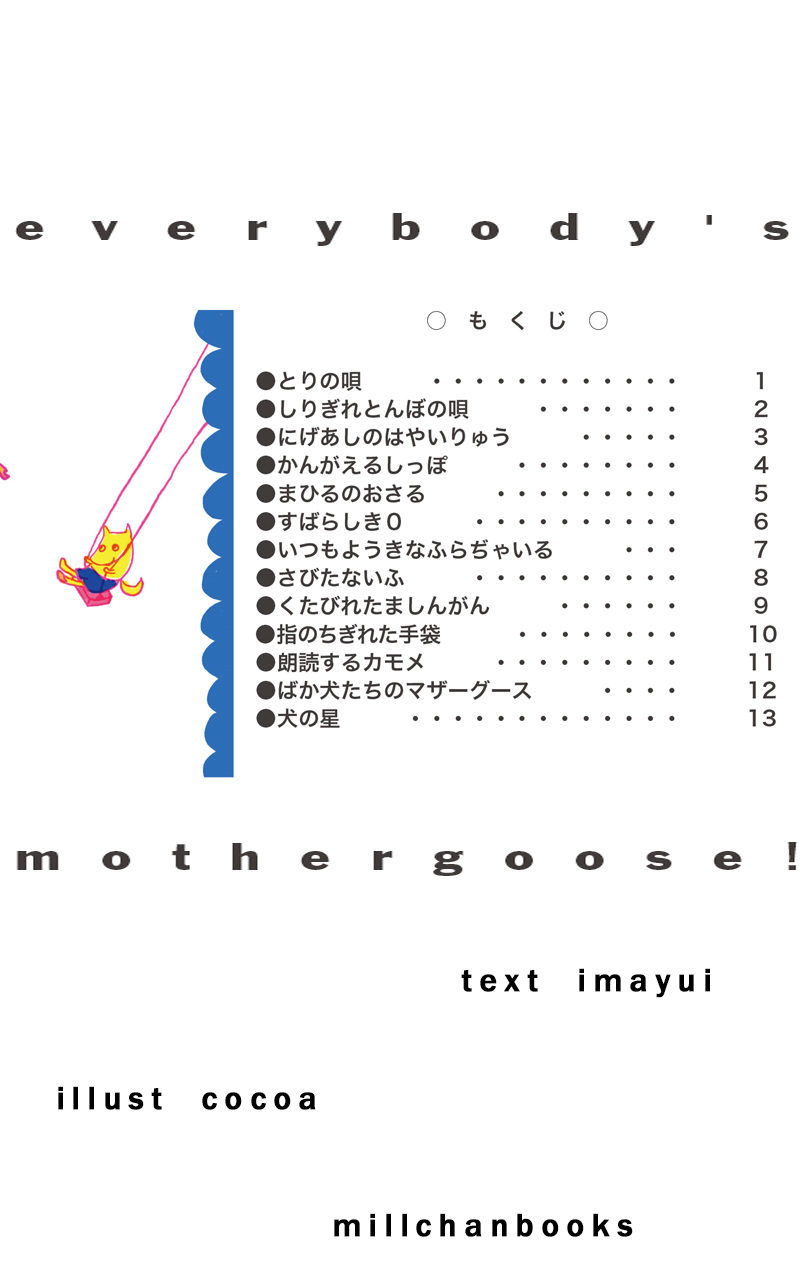 everybody's
○もくじ○
●とりの唄 ・・・・・・・・・・・・ 1
●しりぎれとんぼの唄 ・・・・・・・ 2
●にげあしのはやいりゅう ・・・・・ 3
●かんがえるしっぽ ・・・・・・・・ 4
●まひるのおさる ・・・・・・・・・ 5
●すばらしき０ ・・・・・・・・・・ 6
●いつもようきなふらぢゃいる ・・・ 7
●さびたないふ ・・・・・・・・・・ 8
●くたびれたましんがん ・・・・・・ 9
●指のちぎれた手袋 ・・・・・・・・ 10
●朗読するカモメ ・・・・・・・・・ 11
●ばか犬たちのマザーグース ・・・・ 12
●犬の星 ・・・・・・・・・・・・・ 13
mothergoose!
text imayui
illust cocoa
millchanbooks